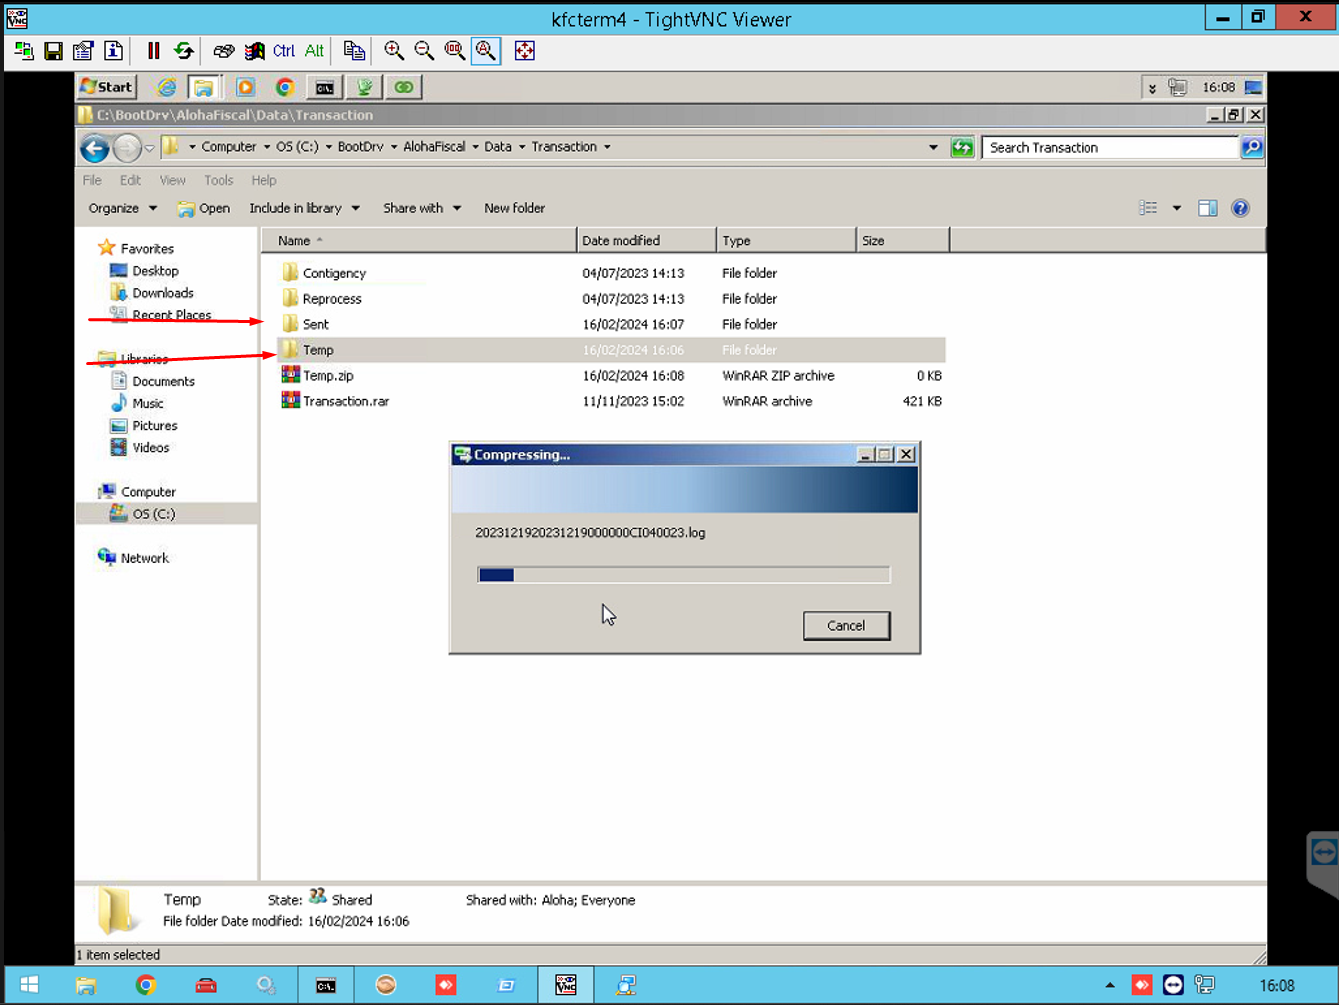 kfcterm4 - TightVNC Viewer
Ctrl Alt
Start
16:08
C:\BootDrv\AlohaFiscal\Data\Transaction
Computer OS (C:) BootDrv AlohaFiscal Data Transaction
Search Transaction
File Edit View Tools Help
Organize Open Include in library Share with New folder
Name Date modified Type Size
Favorites
Desktop
Downloads
Recent Places
Libraries
Documents
Music
Pictures
Videos
Computer
OS (C:)
Network
Contigency 04/07/2023 14:13 File folder
Reprocess 04/07/2023 14:13 File folder
Sent 16/02/2024 16:07 File folder
Temp 16/02/2024 16:06 File folder
Temp.zip 16/02/2024 16:08 WinRAR ZIP archive 0 KB
Transaction.rar 11/11/2023 15:02 WinRAR archive 421 KB
Compressing...
2023121920231219000000CI040023.log
Cancel
Temp State: Shared Shared with: Aloha; Everyone
File folder Date modified: 16/02/2024 16:06
1 item selected
16:08